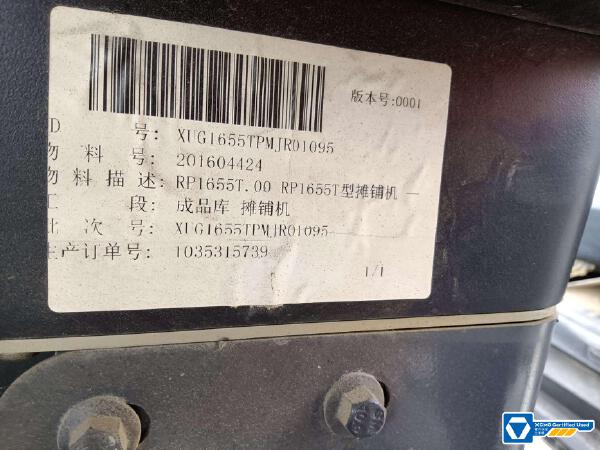 版本号:0001
D 号: XUG1655TPMJR01095
物 料 号: 201604424
物 料 描 述: RP1655T.00 RP1655T型摊铺机 —
工 段: 成品库 摊铺机
批 次 号: XUG1655TPMJR01095
生产订单号: 1035315739
1/1
XCMG Certified Used